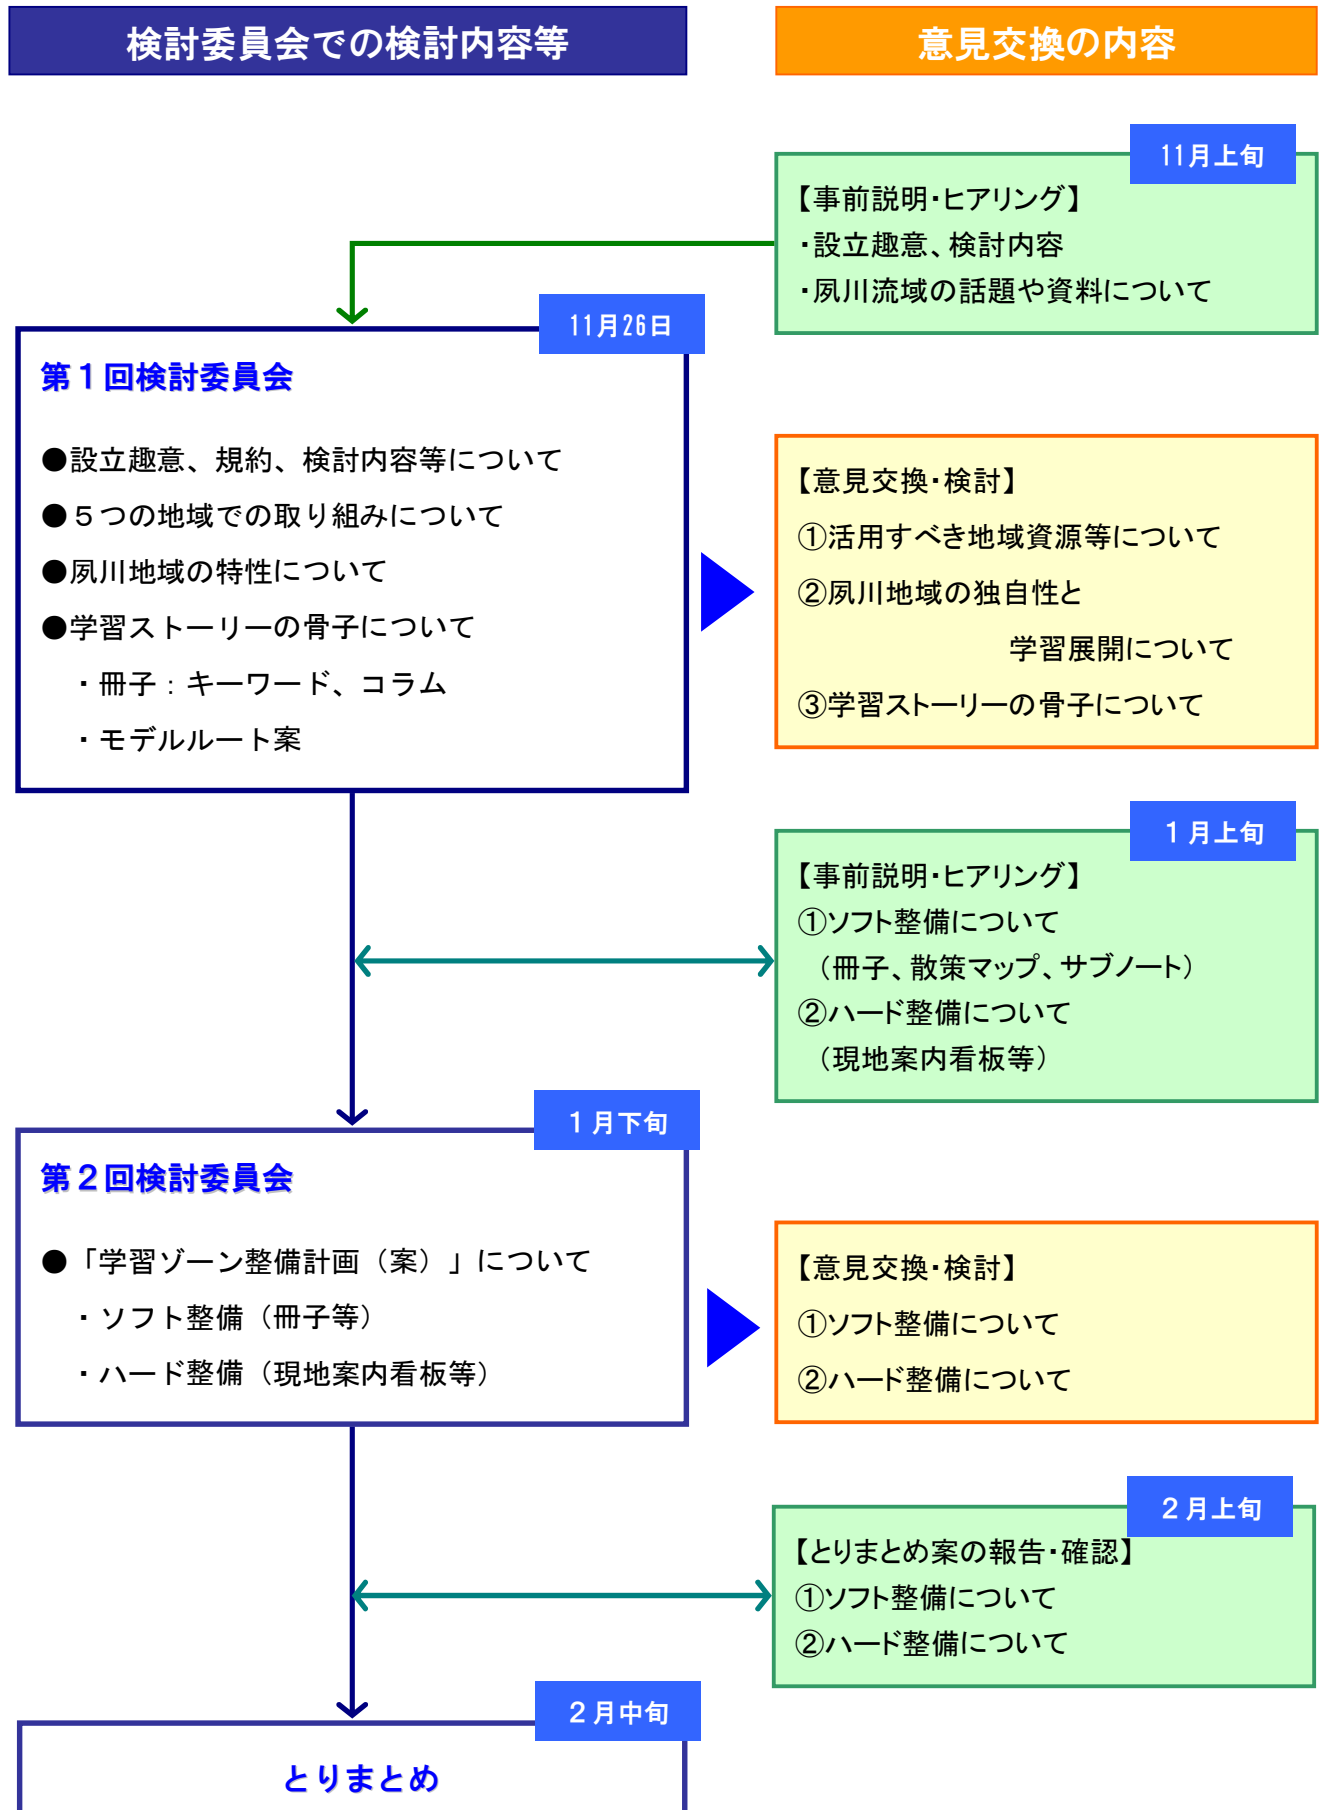 検討委員会での検討内容等
意見交換の内容
11月上旬
【事前説明・ヒアリング】
・設立趣意、検討内容
・夙川流域の話題や資料について
11月26日
第1回検討委員会
●設立趣意、規約、検討内容等について
●5つの地域での取り組みについて
●夙川地域の特性について
●学習ストーリーの骨子について
・冊子：キーワード、コラム
・モデルルート案
【意見交換・検討】
①活用すべき地域資源等について
②夙川地域の独自性と
学習展開について
③学習ストーリーの骨子について
1月上旬
【事前説明・ヒアリング】
①ソフト整備について
（冊子、散策マップ、サブノート）
②ハード整備について
（現地案内看板等）
1月下旬
第2回検討委員会
●「学習ゾーン整備計画（案）」について
・ソフト整備（冊子等）
・ハード整備（現地案内看板等）
【意見交換・検討】
①ソフト整備について
②ハード整備について
2月上旬
【とりまとめ案の報告・確認】
①ソフト整備について
②ハード整備について
2月中旬
とりまとめ